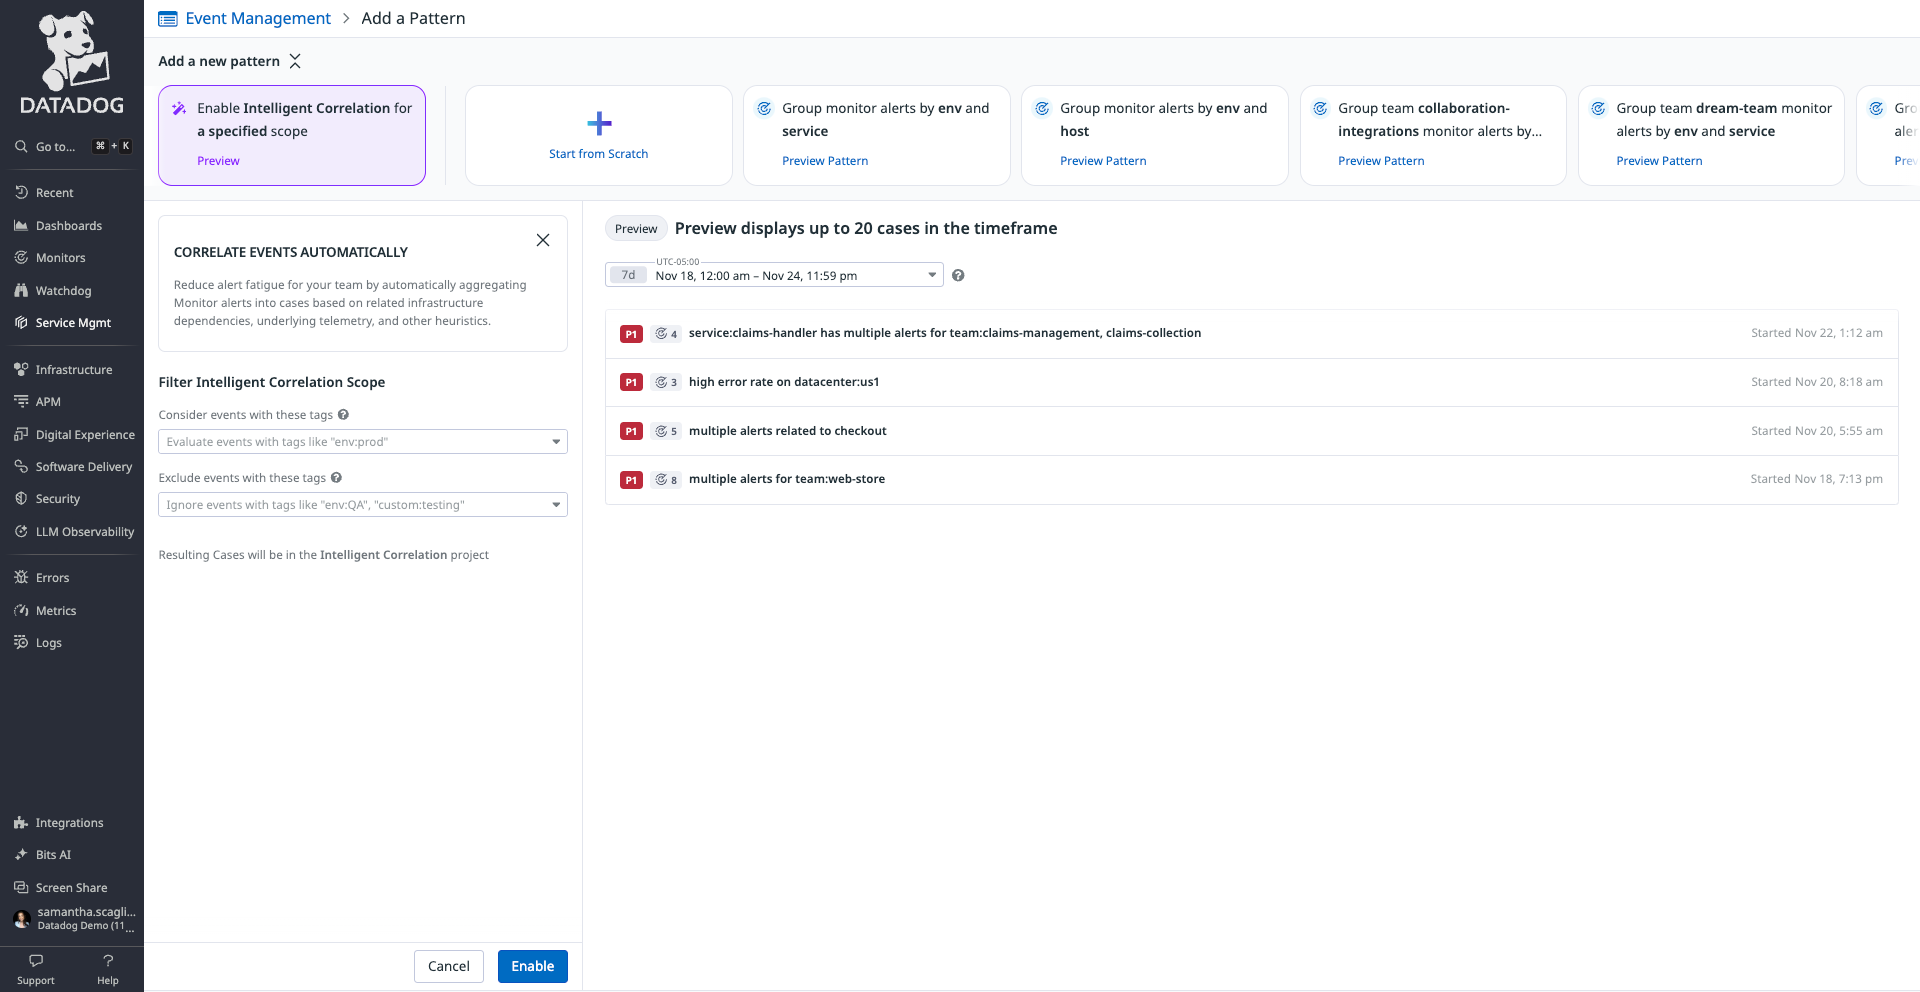 DATADOG
Go to... ⌘ + K
Recent
Dashboards
Monitors
Watchdog
Service Mgmt
Infrastructure
APM
Digital Experience
Software Delivery
Security
LLM Observability
Errors
Metrics
Logs
Integrations
Bits AI
Screen Share
samantha.scagli...
Datadog Demo (11...
Support
Help
Event Management > Add a Pattern
Add a new pattern
Enable Intelligent Correlation for
a specified scope
Preview
Start from Scratch
Group monitor alerts by env and
service
Preview Pattern
Group monitor alerts by env and
host
Preview Pattern
Group team collaboration-
integrations monitor alerts by...
Preview Pattern
Group team dream-team monitor
alerts by env and service
Preview Pattern
CORRELATE EVENTS AUTOMATICALLY
Reduce alert fatigue for your team by automatically aggregating
Monitor alerts into cases based on related infrastructure
dependencies, underlying telemetry, and other heuristics.
Filter Intelligent Correlation Scope
Consider events with these tags
Evaluate events with tags like "env:prod"
Exclude events with these tags
Ignore events with tags like "env:QA", "custom:testing"
Resulting Cases will be in the Intelligent Correlation project
Cancel
Enable
Preview Preview displays up to 20 cases in the timeframe
UTC-05:00
7d Nov 18, 12:00 am – Nov 24, 11:59 pm
P1 4 service:claims-handler has multiple alerts for team:claims-management, claims-collection Started Nov 22, 1:12 am
P1 3 high error rate on datacenter:us1 Started Nov 20, 8:18 am
P1 5 multiple alerts related to checkout Started Nov 20, 5:55 am
P1 8 multiple alerts for team:web-store Started Nov 18, 7:13 pm